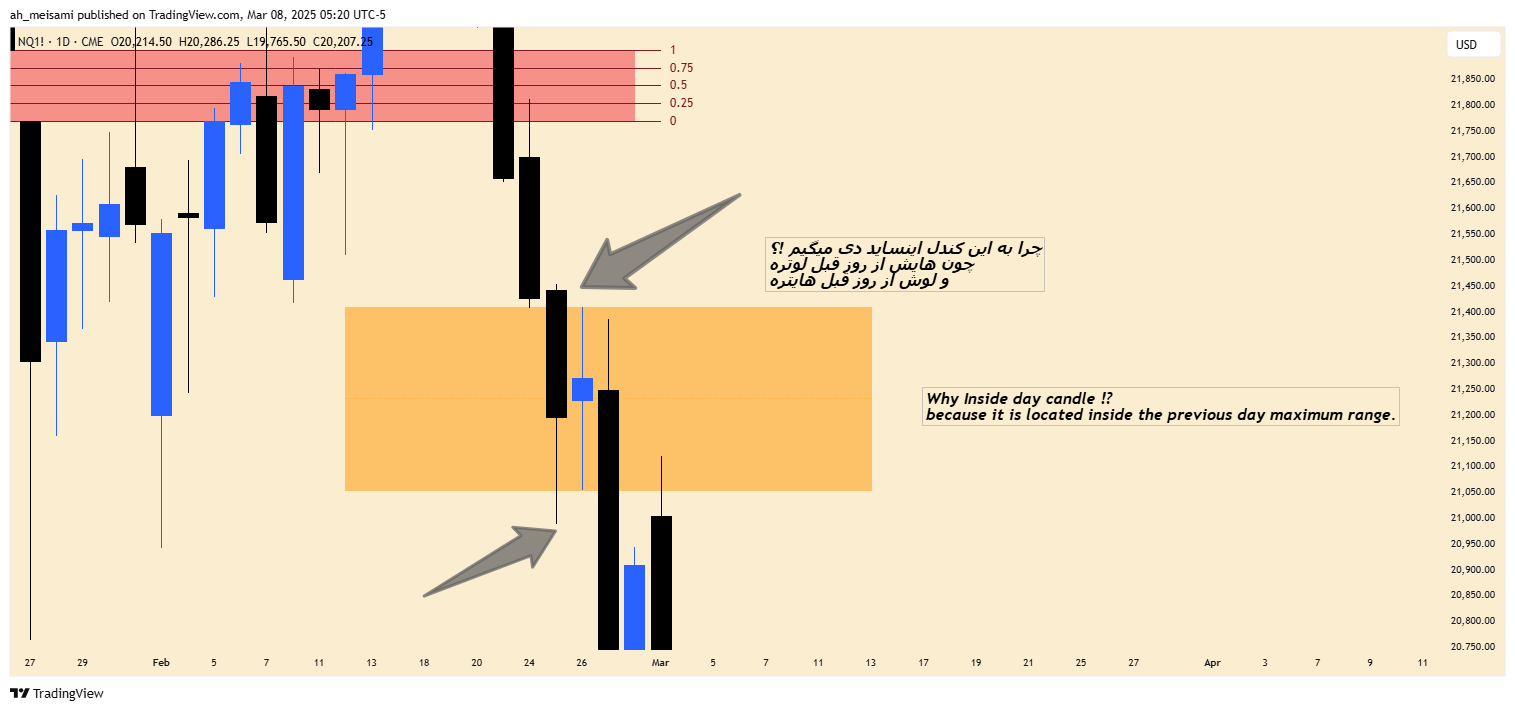 ah_meisami published on TradingView.com, Mar 08, 2025 05:20 UTC-5
NQ1! · 1D · CME O20,214.50 H20,286.25 L19,765.50 C20,207.25
USD
1
0.75
0.5
0.25
0
21,850.00
21,800.00
21,750.00
21,700.00
21,650.00
21,600.00
21,550.00
21,500.00
21,450.00
21,400.00
21,350.00
21,300.00
21,250.00
21,200.00
21,150.00
21,100.00
21,050.00
21,000.00
20,950.00
20,900.00
20,850.00
20,800.00
20,750.00
چرا به این کندل اینساید دی میگیم !؟
چون هایش از روز قبل لوتره
و لوش از روز قبل هایتره
Why Inside day candle !?
because it is located inside the previous day maximum range.
27 29 Feb 5 7 11 13 18 20 24 26 Mar 5 7 11 13 17 19 21 25 27 Apr 3 7 9 11
TradingView